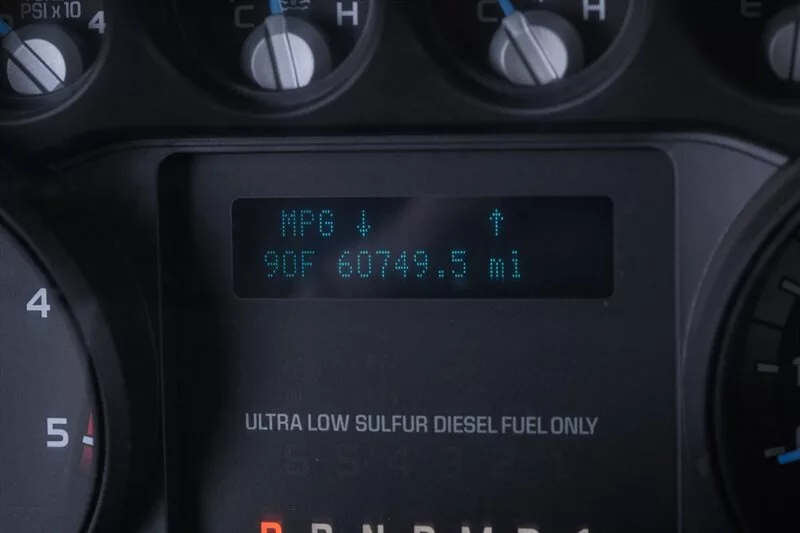 PSI x 10
4
C H
C H
E
MPG ↓ ↑
90F 60749.5 mi
4
5
ULTRA LOW SULFUR DIESEL FUEL ONLY
P R N D M